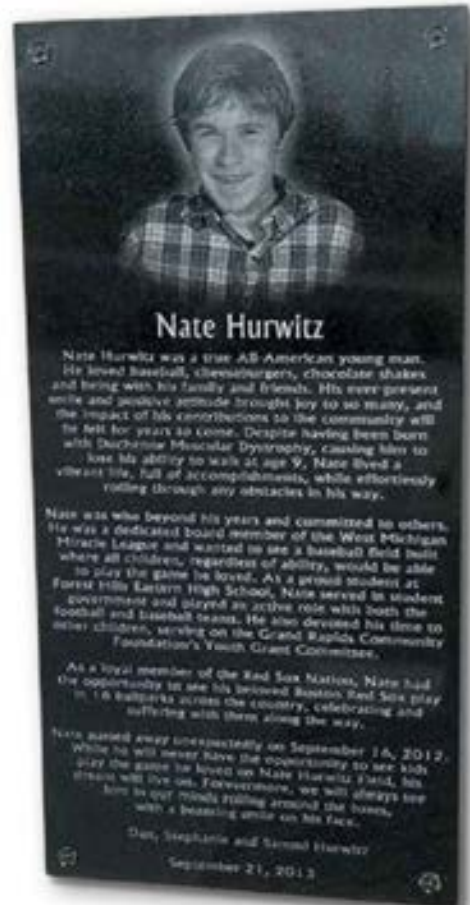 Nate Hurwitz
Nate Hurwitz was a true All-American young man.
He loved baseball, cheeseburgers, chocolate shakes
and being with his family and friends. His ever-present
smile and positive attitude brought joy to so many, and
the impact of his contributions to the community will
be felt for years to come. Despite having been born
with Duchenne Muscular Dystrophy, causing him to
lose his ability to walk at age 9, Nate lived a
vibrant life, full of accomplishments, while effortlessly
rolling through any obstacles in his way.
Nate was wise beyond his years and committed to others.
He was a dedicated board member of the West Michigan
Miracle League and wanted to see a baseball field built
where all children, regardless of ability, would be able
to play the game he loved. As a proud student at
Forest Hills Eastern High School, Nate served in student
government and played an active role with both the
football and baseball teams. He also devoted his time to
other children, serving on the Grand Rapids Community
Foundation's Youth Grant Committee.
As a loyal member of the Red Sox Nation, Nate had
the opportunity to see his beloved Boston Red Sox play
in 16 ballparks across the country, celebrating and
suffering with them along the way.
Nate passed away unexpectedly on September 16, 2012.
While he will never have the opportunity to see kids
play the game he loved on Nate Hurwitz Field, his
dream will live on. Forevermore, we will always see
him in our minds rolling around the bases,
with a beaming smile on his face.
Dan, Stephanie and Hurwitz
September 21, 2013